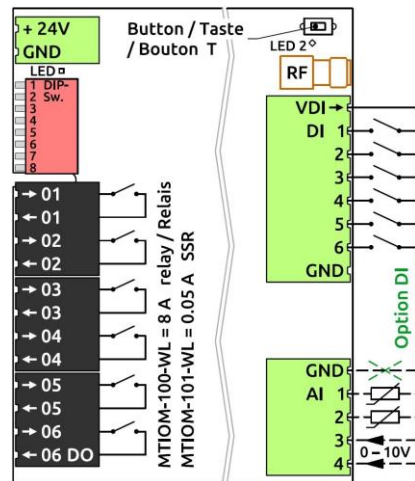 + 24V
GND
LED
1 DIP-
2 Sw.
3
4
5
6
7
8
→ 01
← 01
→ 02
← 02
→ 03
← 03
→ 04
← 04
→ 05
← 05
→ 06
← 06 DO
MTIOM-100-WL = 8 A relay / Relais
MTIOM-101-WL = 0.05 A SSR
Button / Taste
/ Bouton T
LED 2
RF
VDI →
DI 1
2
3
4
5
6
GND
Option DI
GND
AI 1
2
3
0 – 10V
4